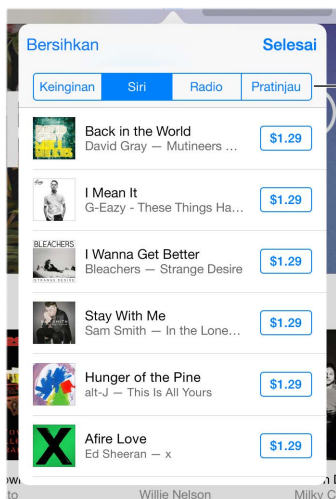 Bersihkan Selesai
Keinginan Siri Radio Pratinjau
Back in the World
David Gray — Mutineers ...
$1.29
I Mean It
G-Eazy - These Things Ha...
$1.29
BLEACHERS
I Wanna Get Better
Bleachers — Strange Desire
$1.29
Stay With Me
Sam Smith — In the Lone...
$1.29
Hunger of the Pine
alt-J — This Is All Yours
$1.29
Afire Love
Ed Sheeran — x
$1.29
Willie Nelson
Milky C